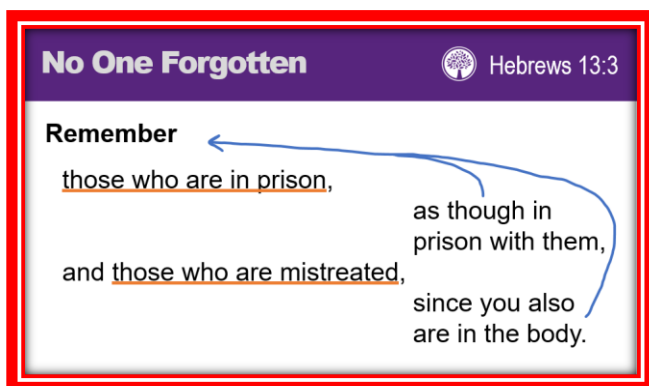 No One Forgotten
Hebrews 13:3
Remember
those who are in prison,
as though in
prison with them,
and those who are mistreated,
since you also
are in the body.